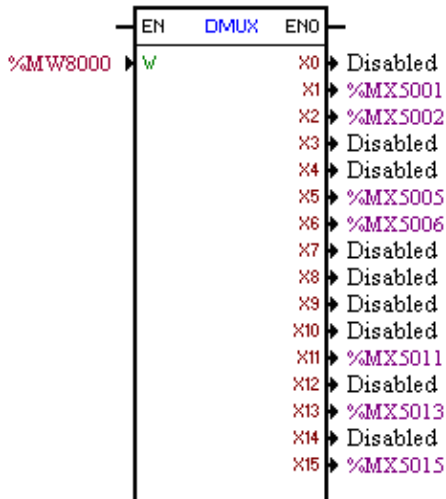 EN DMUX ENO
%MW8000 W X0 Disabled
X1 %MX5001
X2 %MX5002
X3 Disabled
X4 Disabled
X5 %MX5005
X6 %MX5006
X7 Disabled
X8 Disabled
X9 Disabled
X10 Disabled
X11 %MX5011
X12 Disabled
X13 %MX5013
X14 Disabled
X15 %MX5015